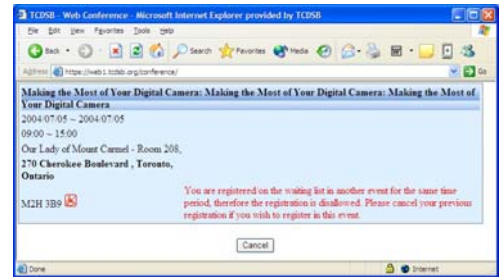 TCDSB - Web Conference - Microsoft Internet Explorer provided by TCDSB
File Edit View Favorites Tools Help
Back Search Favorites Media
Address https://web1.tcdsb.org/conference/ Go
Making the Most of Your Digital Camera: Making the Most of Your Digital Camera: Making the Most of
Your Digital Camera
2004/07/05 ~ 2004/07/05
09:00 ~ 15:00
Our Lady of Mount Carmel - Room 208,
270 Cherokee Boulevard , Toronto,
Ontario
M2H 3B9
You are registered on the waiting list in another event for the same time
period, therefore the registration is disallowed. Please cancel your previous
registration if you wish to register in this event.
Cancel
Done Internet